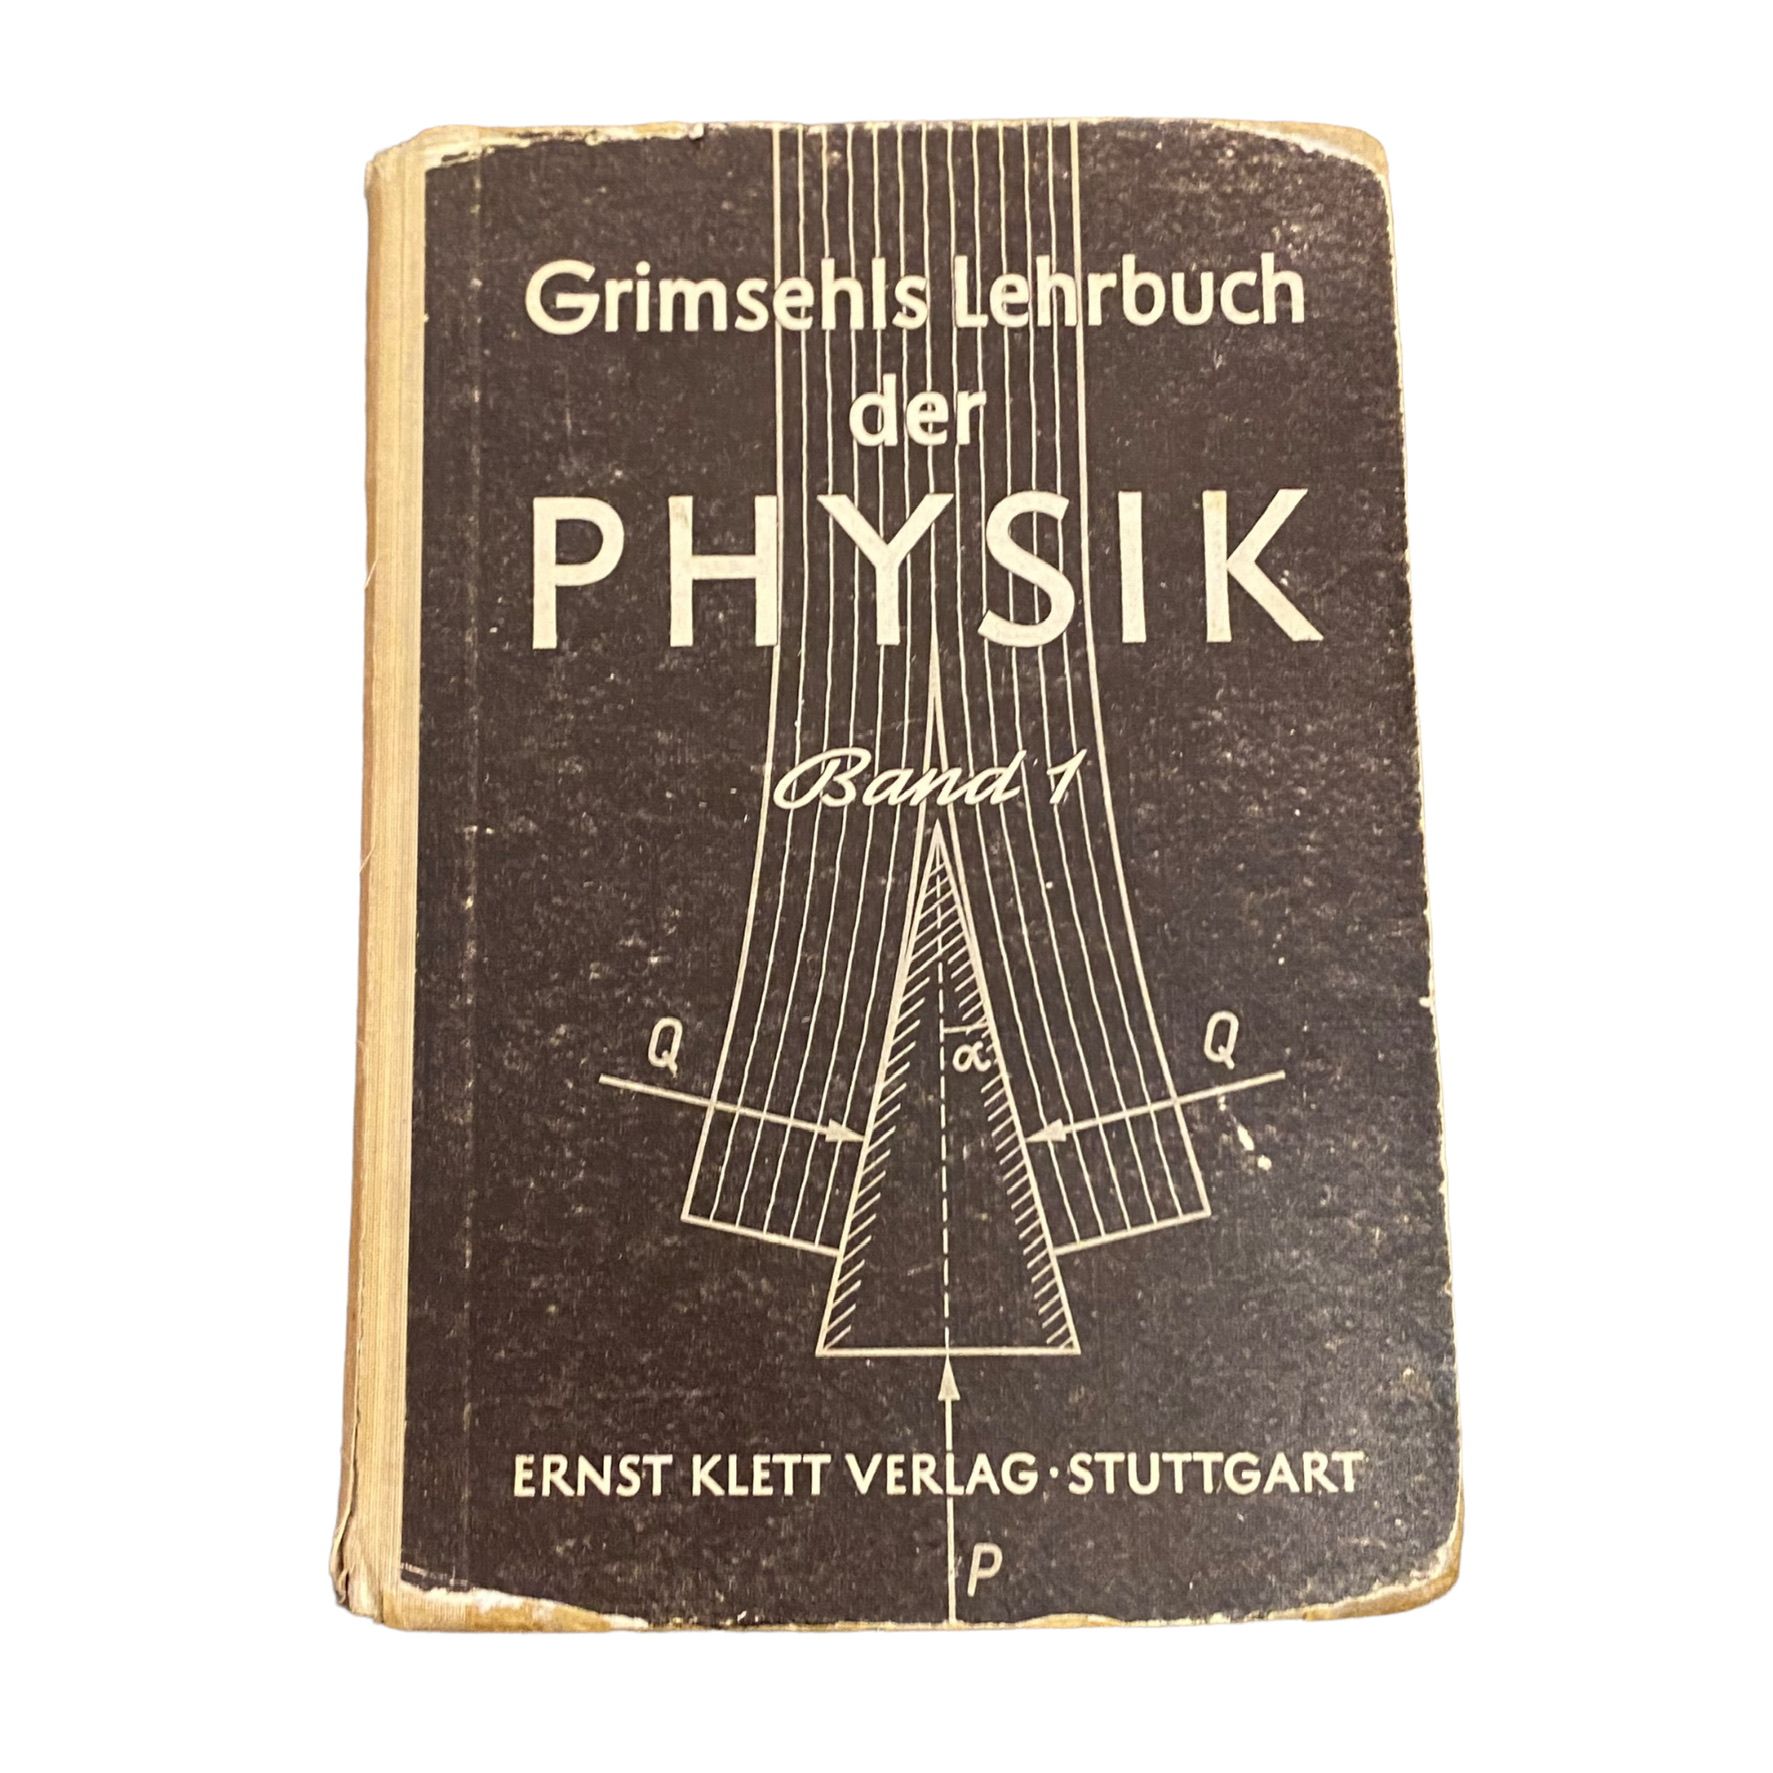 Grimsehls Lehrbuch
der
PHYSIK
Band 1
Q
Q
α
ERNST KLETT VERLAG · STUTTGART
P